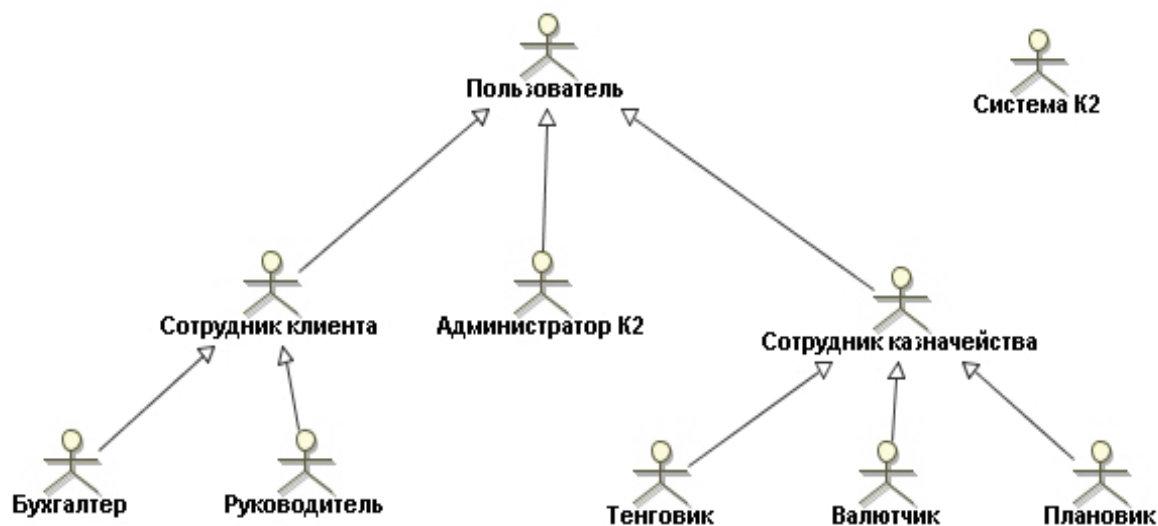 Пользователь
Система К2
Сотрудник клиента
Администратор К2
Сотрудник казначейства
Бухгалтер
Руководитель
Тенговик
Валютчик
Плановик